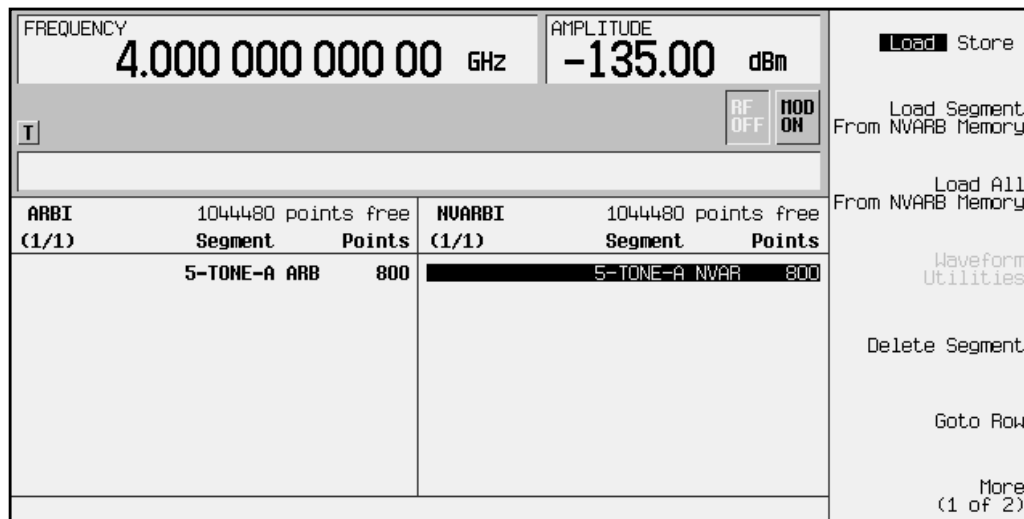 FREQUENCY
4.000 000 000 00 GHz
AMPLITUDE
-135.00 dBm
RF OFF
MOD ON
T
ARBI 1044480 points free
(1/1) Segment Points
5-TONE-A ARB 800
NVARBI 1044480 points free
(1/1) Segment Points
5-TONE-A NVAR 800
Load Store
Load Segment
From NVARB Memory
Load All
From NVARB Memory
Waveform
Utilities
Delete Segment
Goto Row
More
(1 of 2)